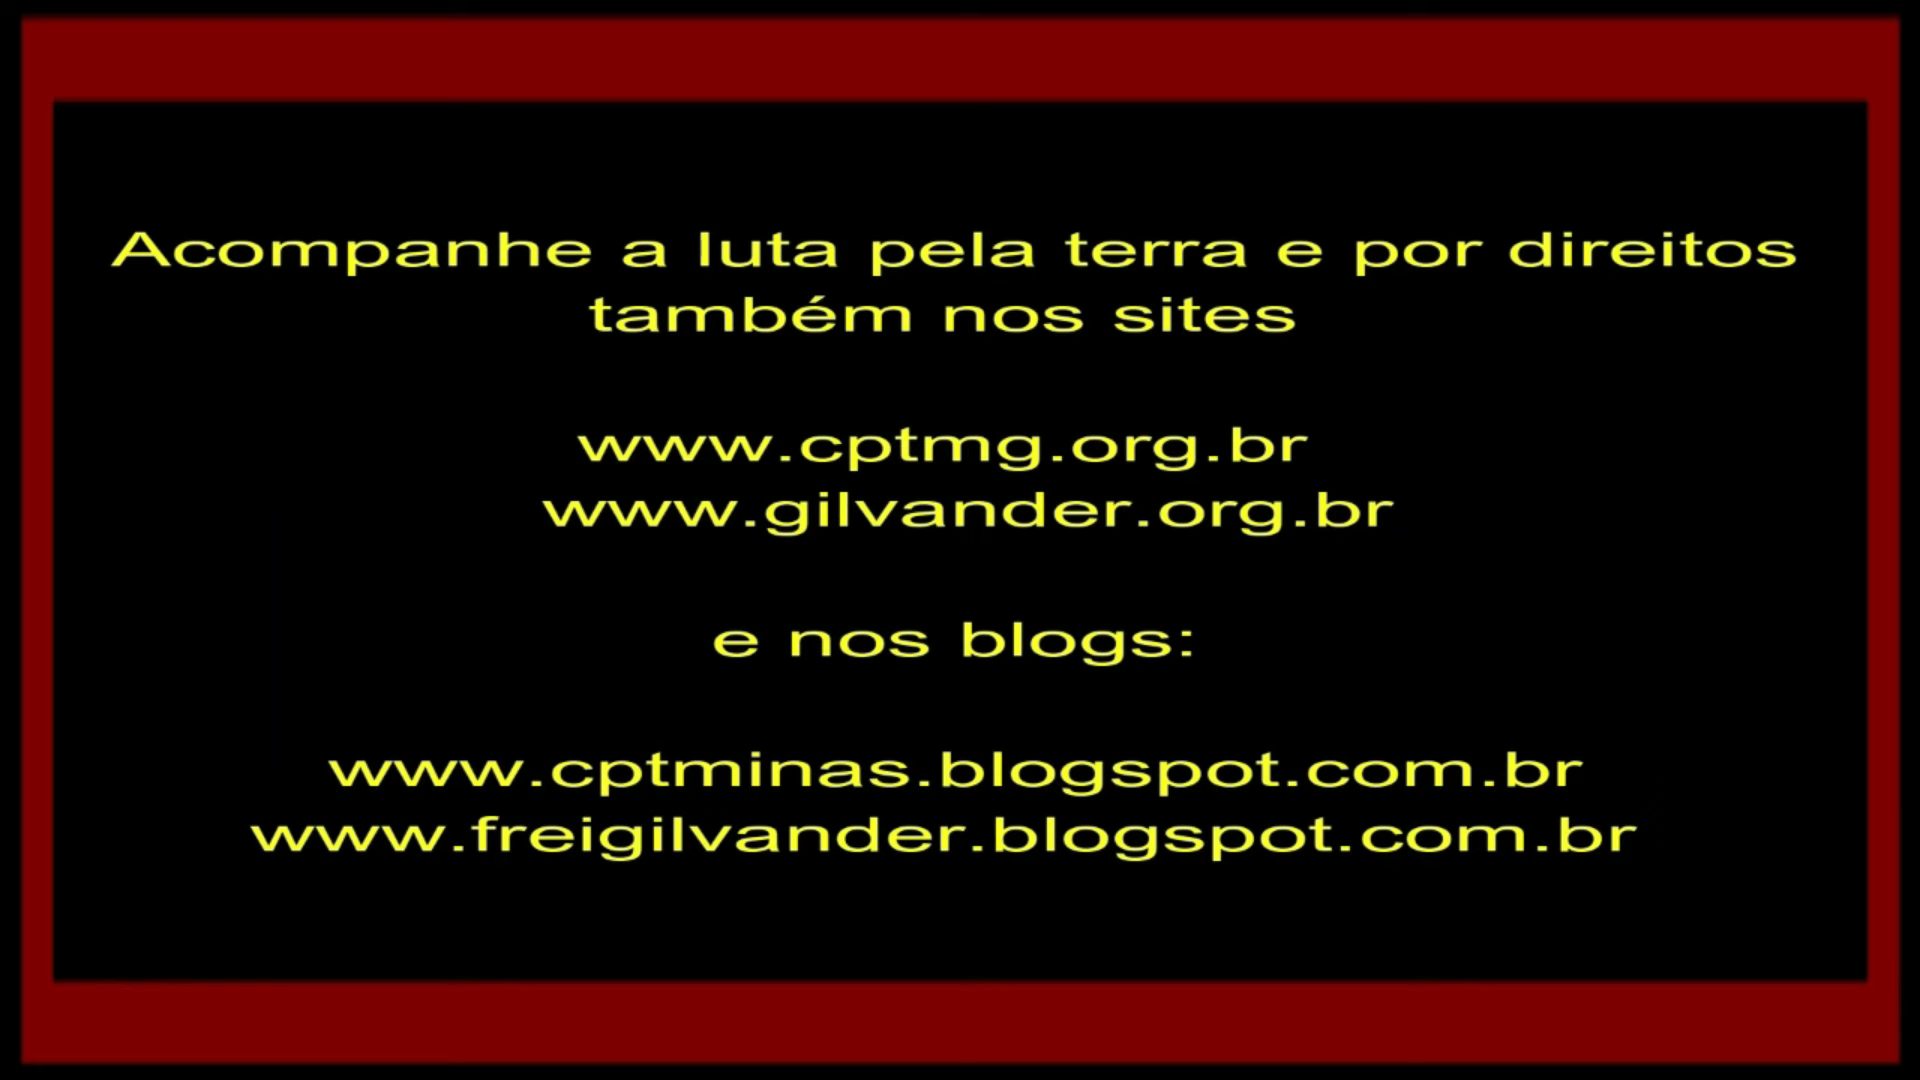 Acompanhe a luta pela terra e por direitos
também nos sites
www.cptmg.org.br
www.gilvander.org.br
e nos blogs:
www.cptminas.blogspot.com.br
www.freigilvander.blogspot.com.br